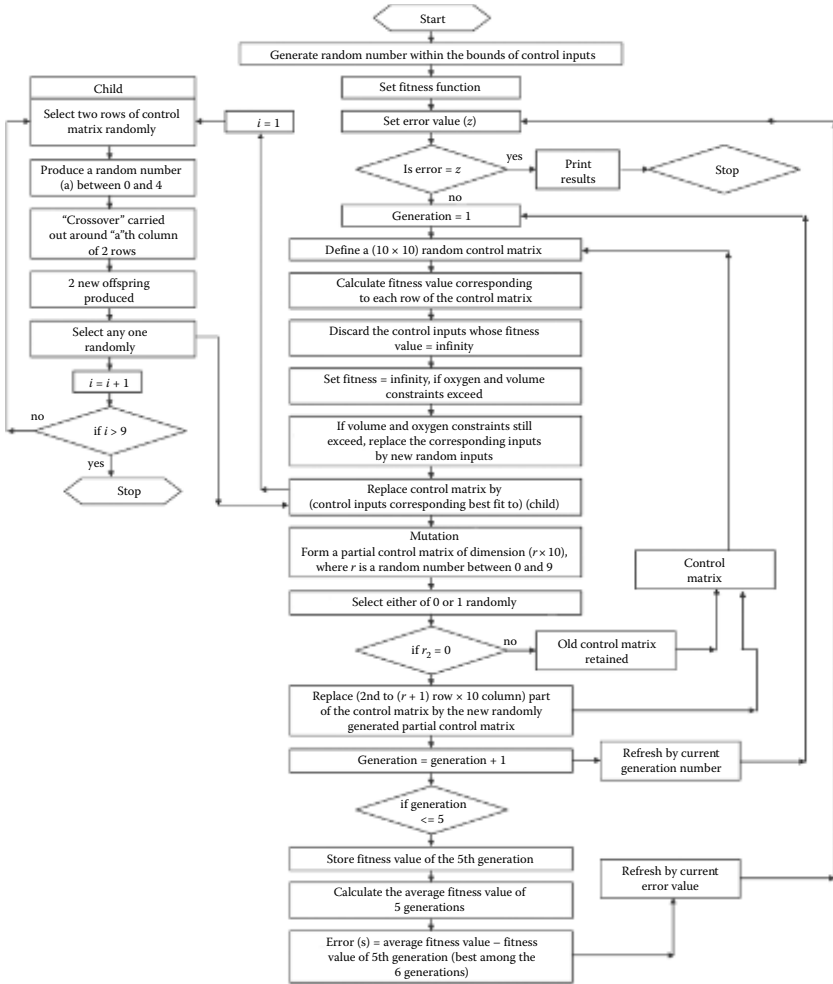 Start
Generate random number within the bounds of control inputs
Set fitness function
Set error value (z)
Is error = z
yes
Print
results
Stop
no
Generation = 1
Define a (10 × 10) random control matrix
Calculate fitness value corresponding
to each row of the control matrix
Discard the control inputs whose fitness
value = infinity
Set fitness = infinity, if oxygen and volume
constraints exceed
If volume and oxygen constraints still
exceed, replace the corresponding inputs
by new random inputs
Replace control matrix by
(control inputs corresponding best fit to) (child)
i = 1
Child
Select two rows of control
matrix randomly
Produce a random number
(a) between 0 and 4
“Crossover” carried
out around “a”th column
of 2 rows
2 new offspring
produced
Select any one
randomly
i = i + 1
no
if i > 9
yes
Stop
Mutation
Form a partial control matrix of dimension (r × 10),
where r is a random number between 0 and 9
Select either of 0 or 1 randomly
if r₂ = 0
no
Old control matrix
retained
Control
matrix
Replace (2nd to (r + 1) row × 10 column) part
of the control matrix by the new randomly
generated partial control matrix
Generation = generation + 1
Refresh by current
generation number
if generation
<= 5
Store fitness value of the 5th generation
Calculate the average fitness value of
5 generations
Error (s) = average fitness value – fitness
value of 5th generation (best among the
6 generations)
Refresh by current
error value